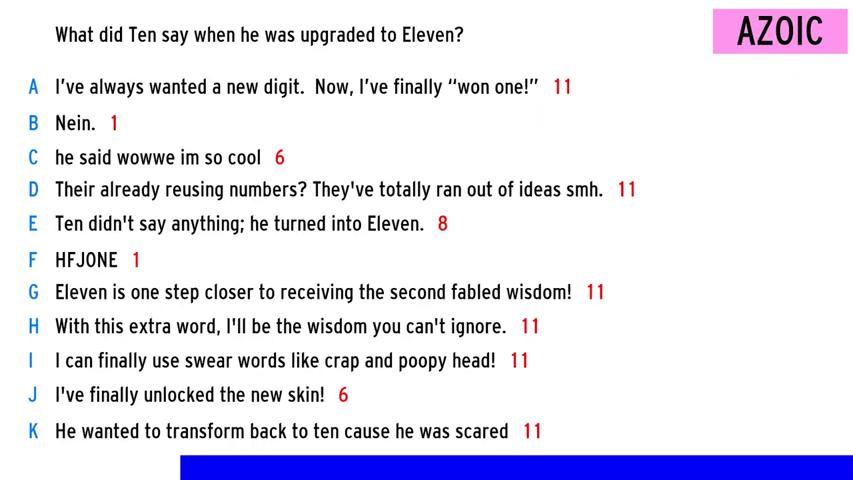 What did Ten say when he was upgraded to Eleven?
AZOIC
A I've always wanted a new digit. Now, I've finally “won one!” 11
B Nein. 1
C he said wowwe im so cool 6
D Their already reusing numbers? They've totally ran out of ideas smh. 11
E Ten didn't say anything; he turned into Eleven. 8
F HFJONE 1
G Eleven is one step closer to receiving the second fabled wisdom! 11
H With this extra word, I'll be the wisdom you can't ignore. 11
I I can finally use swear words like crap and poopy head! 11
J I've finally unlocked the new skin! 6
K He wanted to transform back to ten cause he was scared 11